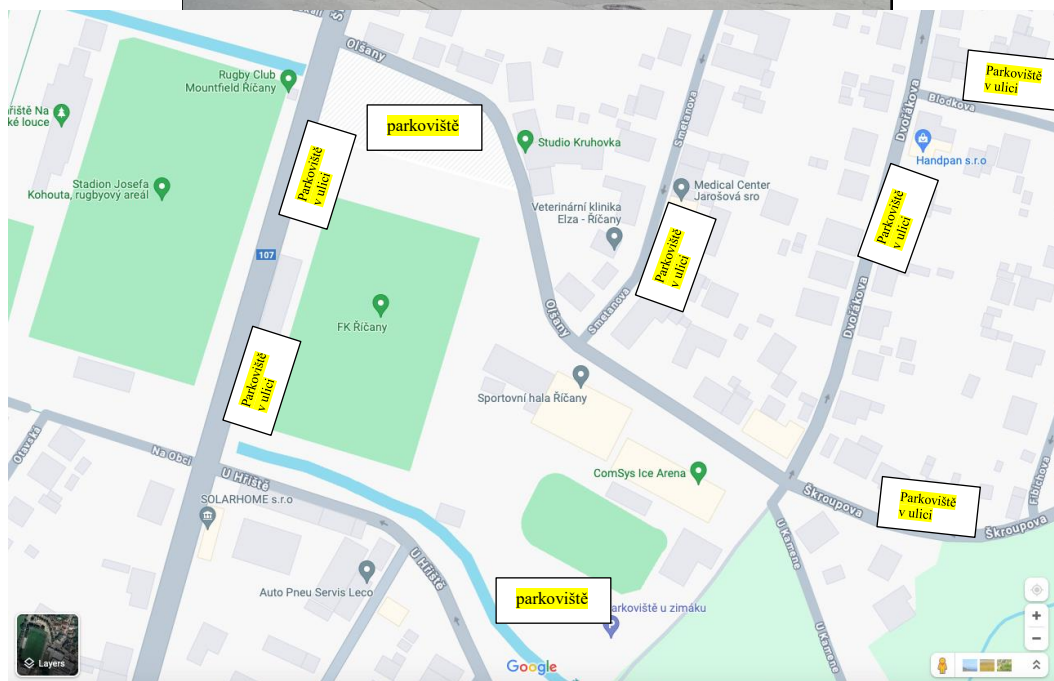 Olšany
Rugby Club
Mountfield Říčany
parkoviště
Parkoviště
v ulici
Smetanova
Dvořákova
Blodkova
Parkoviště
v ulici
Studio Kruhovka
Handpan s.r.o
Stadion Josefa
Kohouta, rugbyový areál
Medical Center
Jarošová sro
Veterinární klinika
Elza - Říčany
Parkoviště
v ulici
Parkoviště
v ulici
107
FK Říčany
Olšany
Smetanova
Dvořákova
Parkoviště
v ulici
Sportovní hala Říčany
Otavská
Na Obci
U Hřiště
ComSys Ice Arena
SOLARHOME s.r.o
Škroupova
Parkoviště
v ulici
Fibichova
Škroupova
U Kamene
U Hřiště
Auto Pneu Servis Leco
parkoviště
arkoviště u zimáku
U Kamene
Layers
Google